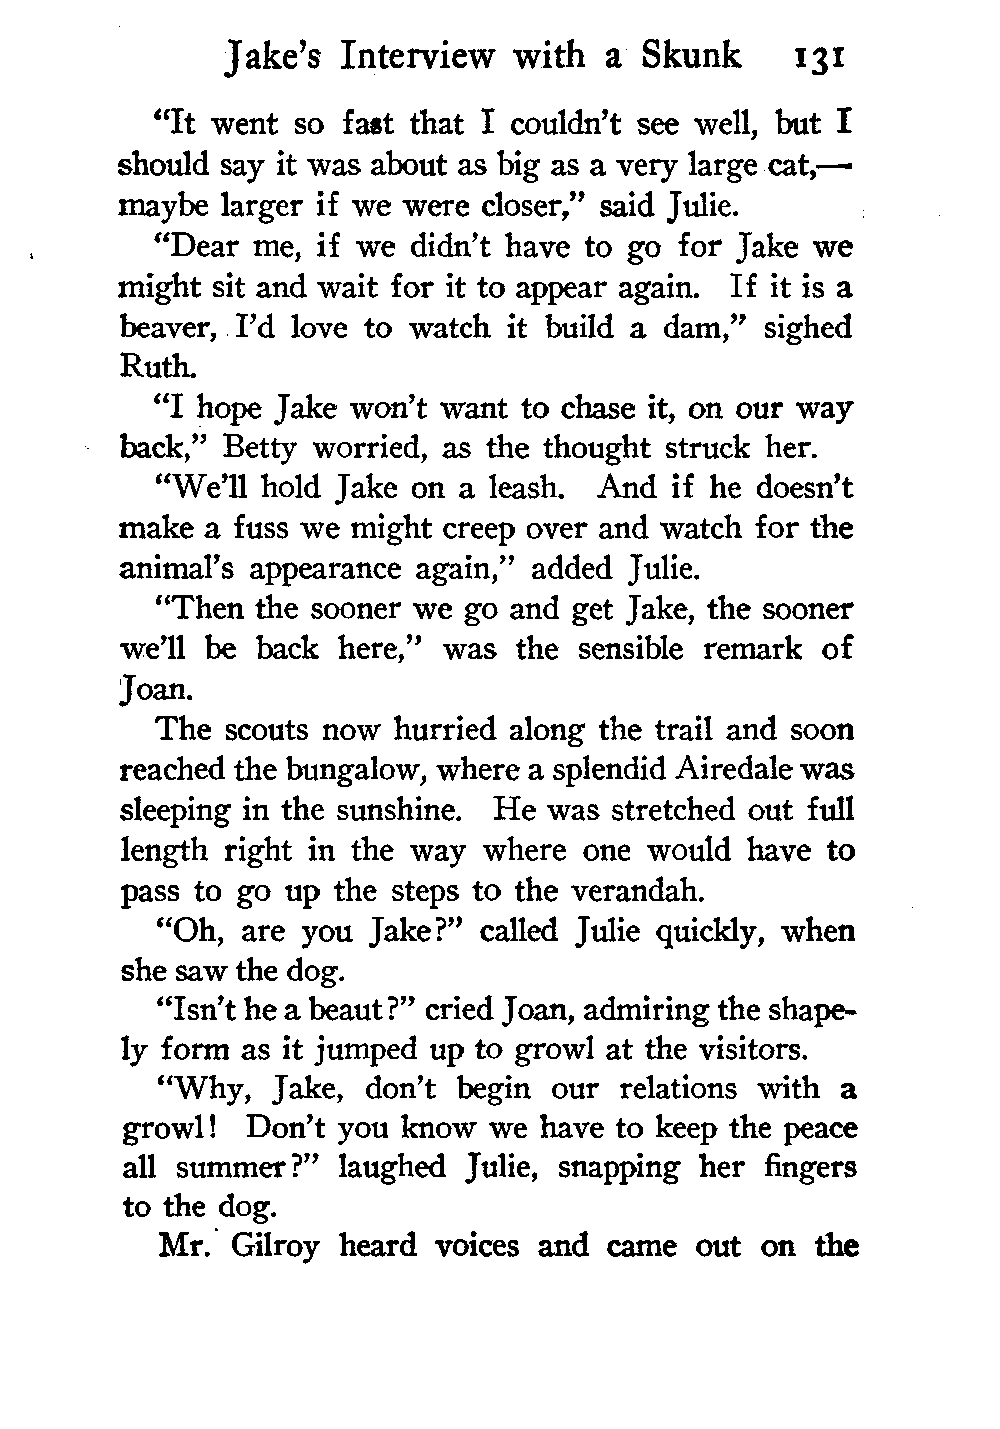 Jake's Interview with a Skunk 131
"It went so fast that I couldn't see well, but I
should say it was about as big as a very large cat,—
maybe larger if we were closer," said Julie.
"Dear me, if we didn't have to go for Jake we
might sit and wait for it to appear again. If it is a
beaver, I'd love to watch it build a dam," sighed
Ruth.
"I hope Jake won't want to chase it, on our way
back," Betty worried, as the thought struck her.
"We'll hold Jake on a leash. And if he doesn't
make a fuss we might creep over and watch for the
animal's appearance again," added Julie.
"Then the sooner we go and get Jake, the sooner
we'll be back here," was the sensible remark of
Joan.
The scouts now hurried along the trail and soon
reached the bungalow, where a splendid Airedale was
sleeping in the sunshine. He was stretched out full
length right in the way where one would have to
pass to go up the steps to the verandah.
"Oh, are you Jake?" called Julie quickly, when
she saw the dog.
"Isn't he a beaut?" cried Joan, admiring the shape-
ly form as it jumped up to growl at the visitors.
"Why, Jake, don't begin our relations with a
growl! Don't you know we have to keep the peace
all summer?" laughed Julie, snapping her fingers
to the dog.
Mr. Gilroy heard voices and came out on the